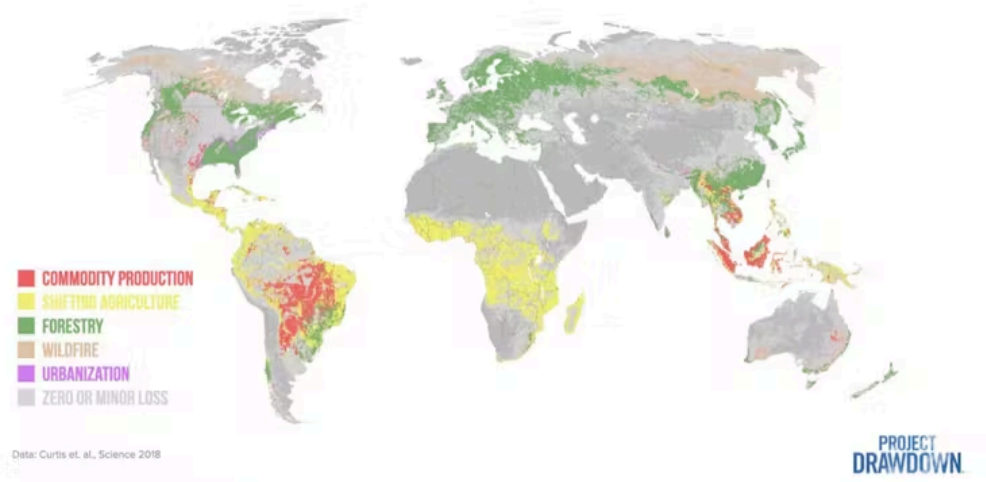 COMMODITY PRODUCTION
SHIFTING AGRICULTURE
FORESTRY
WILDFIRE
URBANIZATION
ZERO OR MINOR LOSS
Data: Curtis et. al., Science 2018
PROJECT
DRAWDOWN.